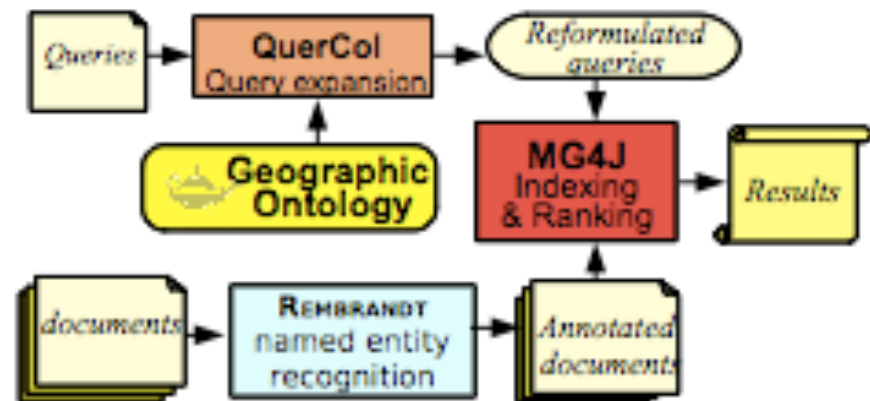 Queries
QuerCol
Query expansion
Reformulated
queries
Geographic
Ontology
MG4J
Indexing
& Ranking
Results
documents
REMBRANDT
named entity
recognition
Annotated
documents